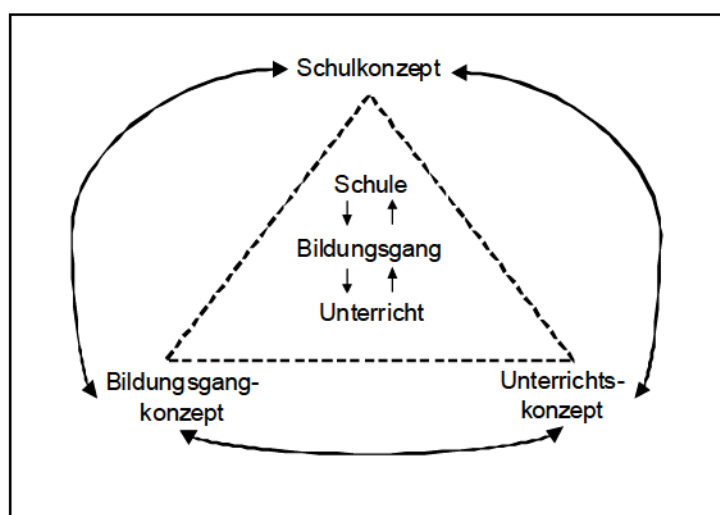 Schulkonzept
Schule
Bildungsgang
Unterricht
Bildungsgang-
konzept
Unterrichts-
konzept